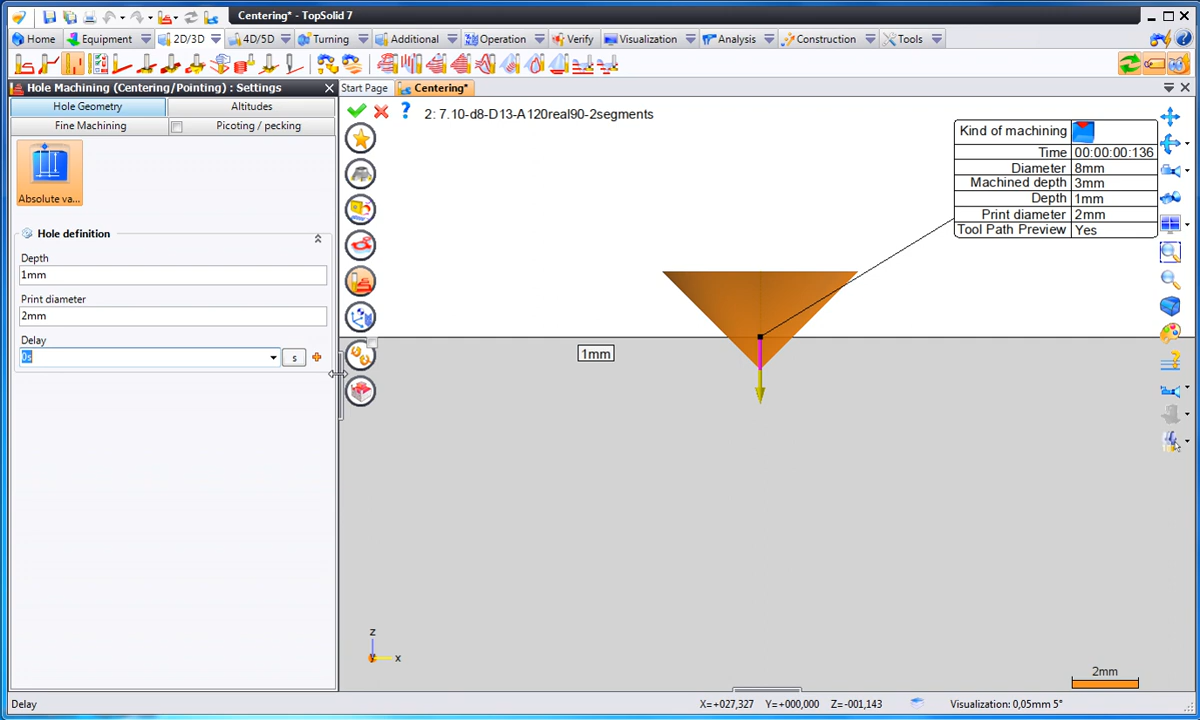 Centering* - TopSolid 7
Home Equipment 2D/3D 4D/5D Turning Additional Operation Verify Visualization Analysis Construction Tools
Hole Machining (Centering/Pointing) : Settings
Start Page Centering*
Hole Geometry Altitudes
Fine Machining Picoting / pecking
2: 7.10-d8-D13-A120real90-2segments
Absolute va...
Hole definition
Depth
1mm
Print diameter
2mm
Delay
0s s
Kind of machining
Time 00:00:00:136
Diameter 8mm
Machined depth 3mm
Depth 1mm
Print diameter 2mm
Tool Path Preview Yes
1mm
z
x
2mm
Delay X=+027,327 Y=+000,000 Z=-001,143 Visualization: 0,05mm 5°